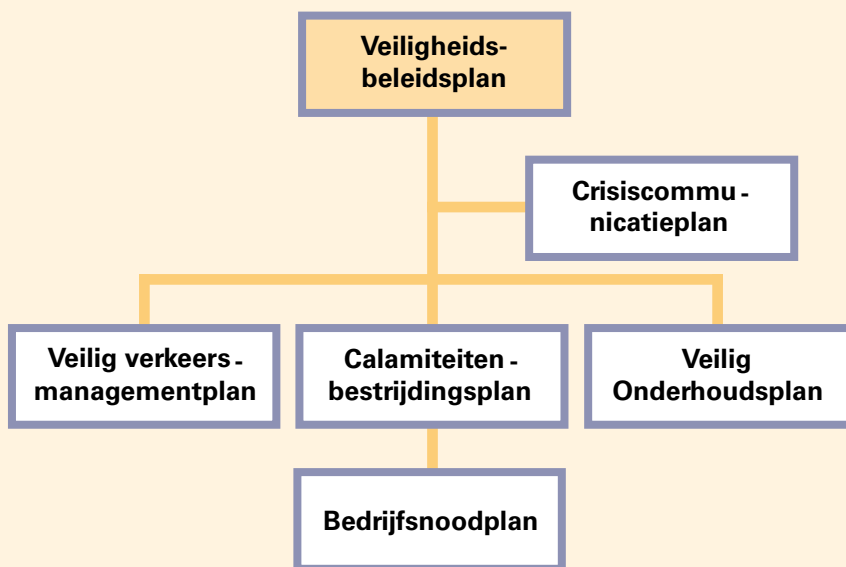 Veiligheids-
beleidsplan
Crisiscommu -
nicatieplan
Veilig verkeers -
managementplan
Calamiteiten -
bestrijdingsplan
Veilig
Onderhoudsplan
Bedrijfsnoodplan